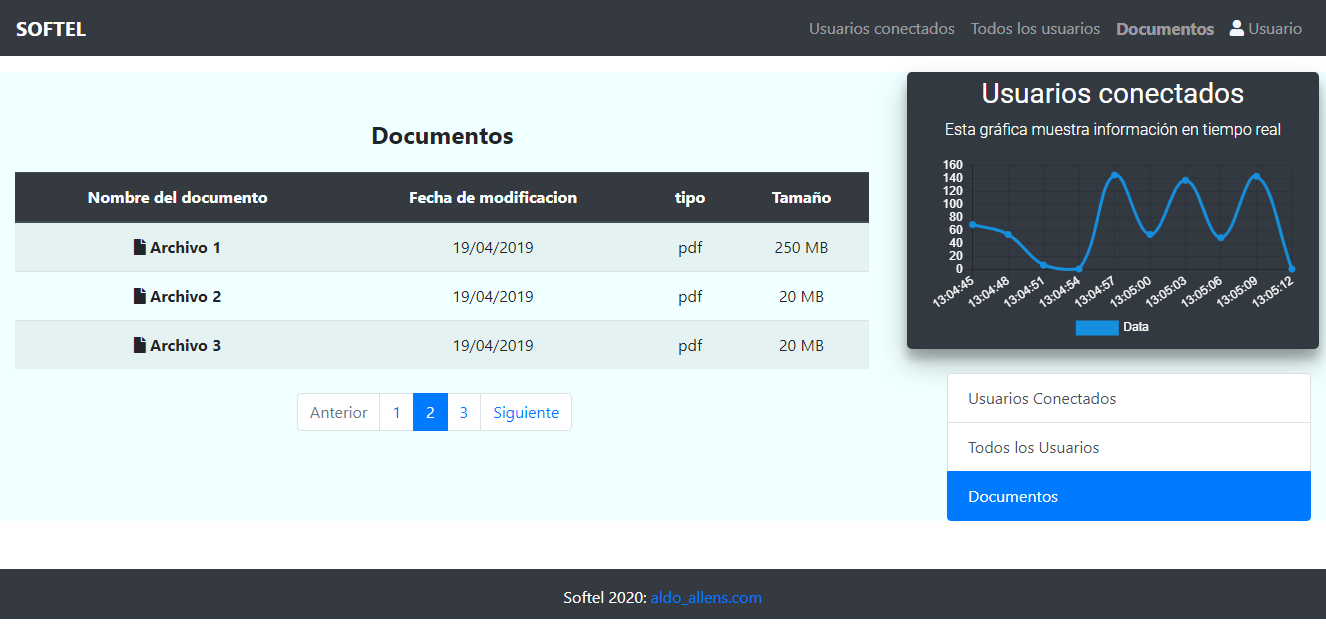 SOFTEL Usuarios conectados Todos los usuarios Documentos Usuario
Documentos
Nombre del documento Fecha de modificacion tipo Tamaño
Archivo 1 19/04/2019 pdf 250 MB
Archivo 2 19/04/2019 pdf 20 MB
Archivo 3 19/04/2019 pdf 20 MB
Anterior 1 2 3 Siguiente
Usuarios conectados
Esta gráfica muestra información en tiempo real
160
140
120
100
80
60
40
20
0
13:04:45 13:04:48 13:04:51 13:04:54 13:04:57 13:05:00 13:05:03 13:05:06 13:05:09 13:05:12
Data
Usuarios Conectados
Todos los Usuarios
Documentos
Softel 2020: aldo_allens.com